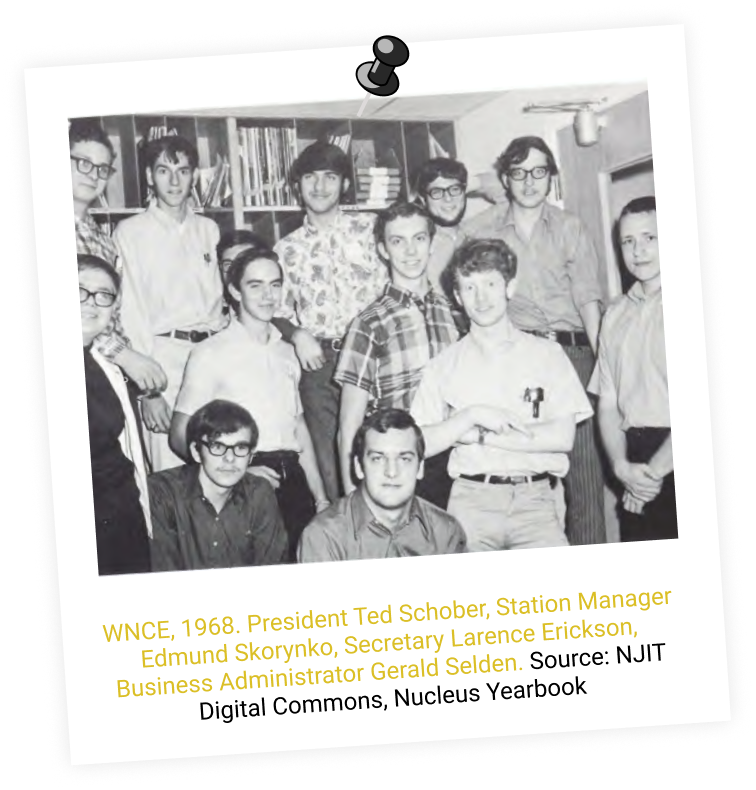 WNCE, 1968. President Ted Schober, Station Manager
Edmund Skorynko, Secretary Larence Erickson,
Business Administrator Gerald Selden. Source: NJIT
Digital Commons, Nucleus Yearbook